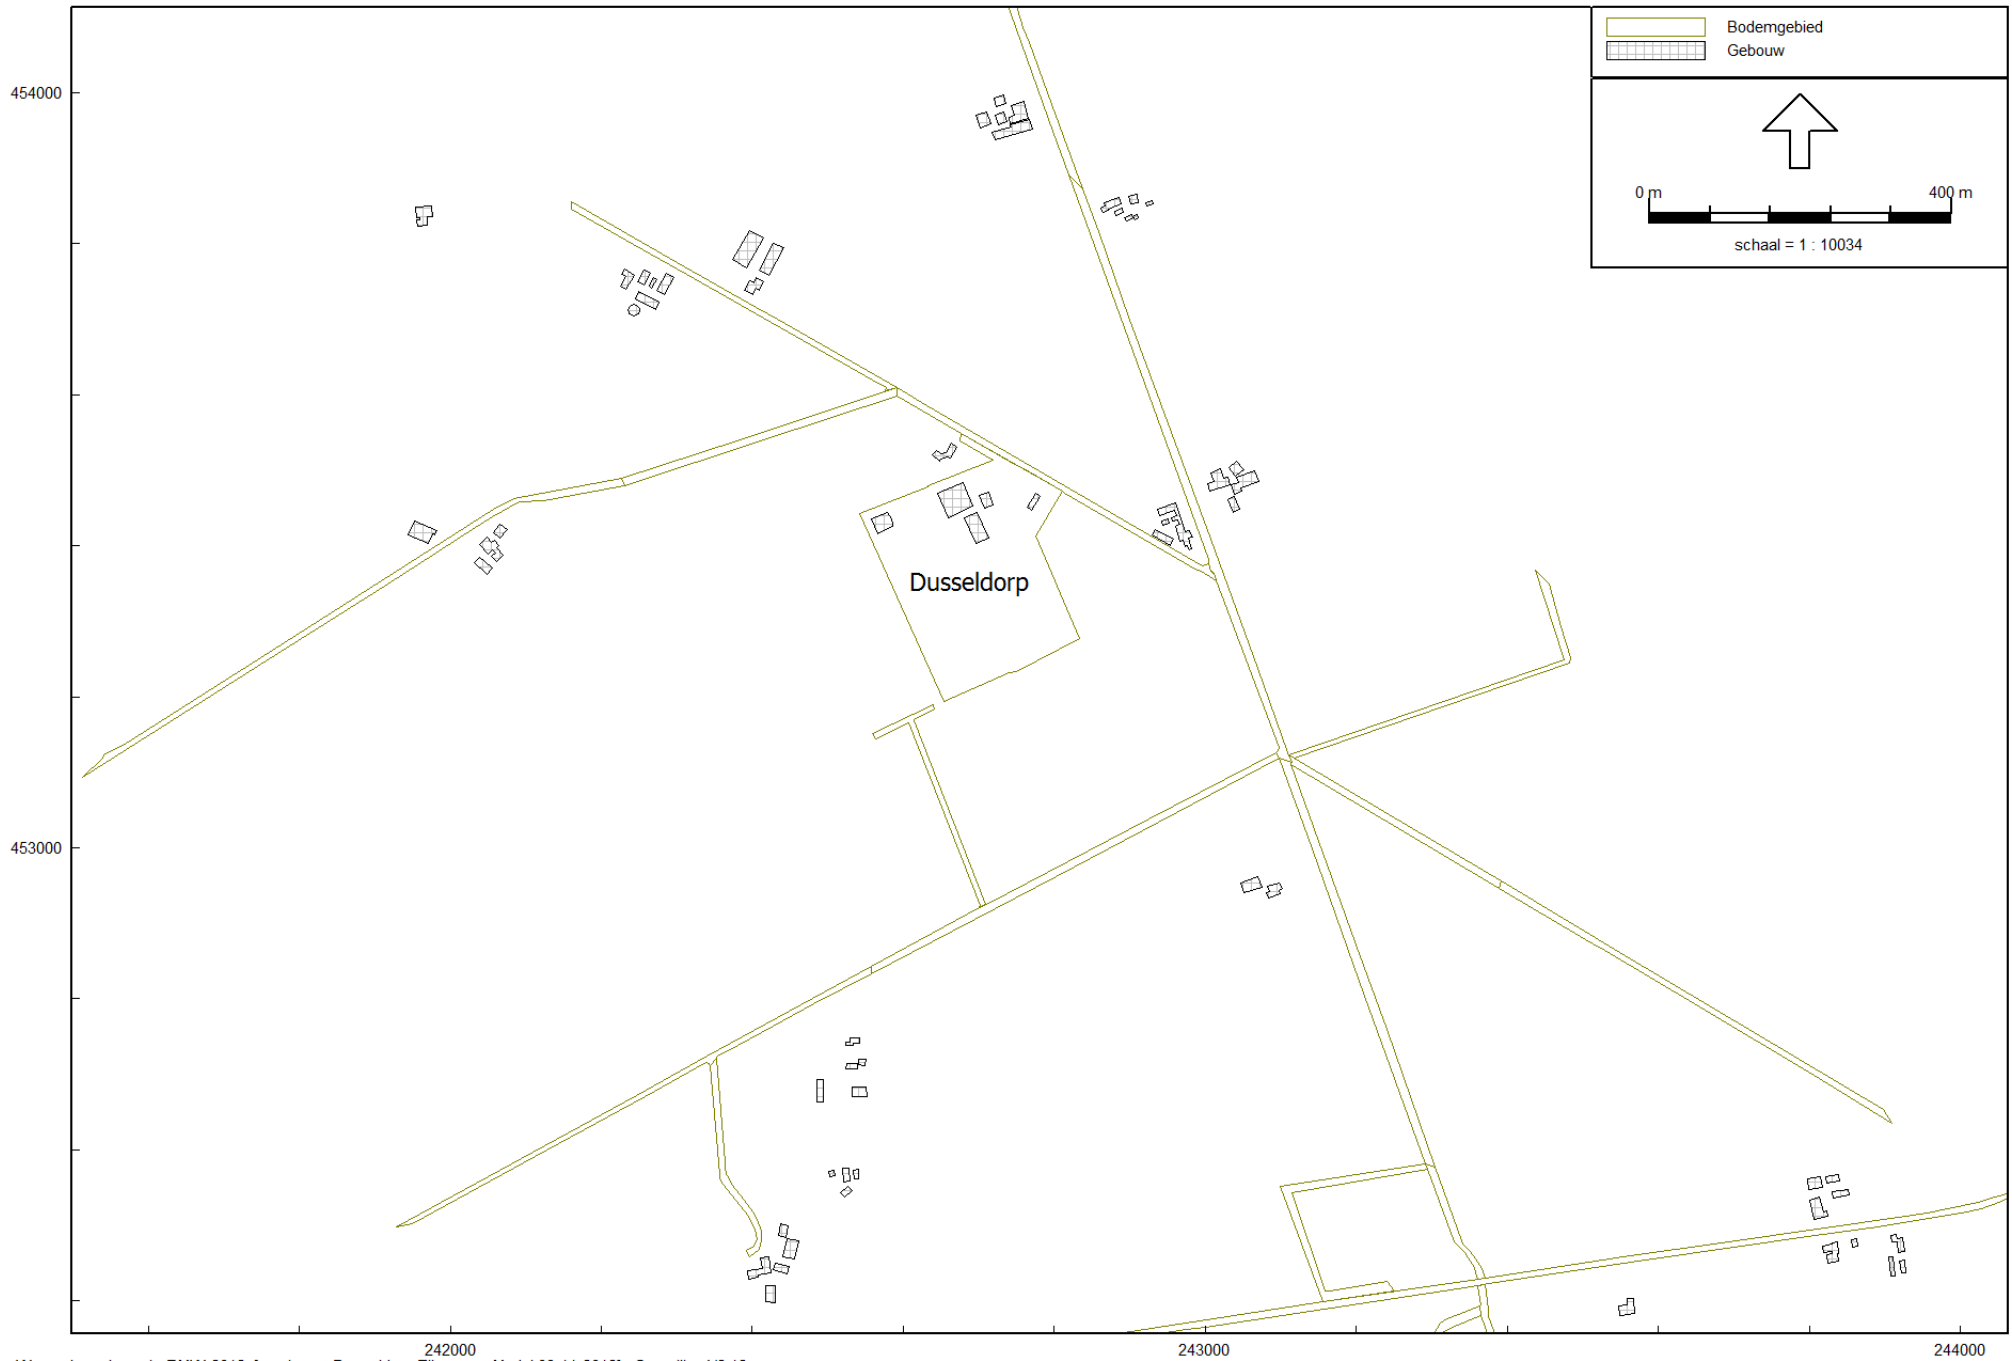 Bodemgebied
Gebouw
454000
0 m 400 m
schaal = 1 : 10034
Dusseldorp
453000
242000 243000 244000